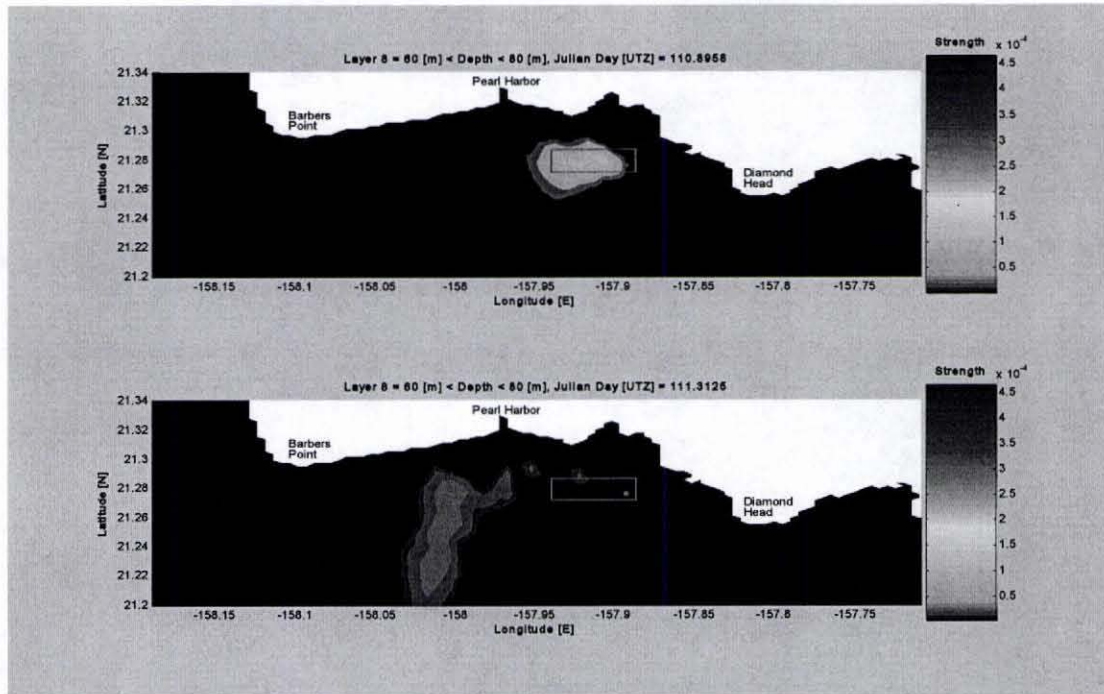 Layer 8 = 60 [m] < Depth < 80 [m], Julian Day [UTZ] = 110.8958
Strength x 10^-4
Pearl Harbor
Barbers
Point
Diamond
Head
Latitude [N]
21.34
21.32
21.3
21.28
21.26
21.24
21.22
21.2
-158.15 -158.1 -158.05 -158 -157.95 -157.9 -157.85 -157.8 -157.75
Longitude [E]
4.5
4
3.5
3
2.5
2
1.5
1
0.5
Layer 8 = 60 [m] < Depth < 80 [m], Julian Day [UTZ] = 111.3125
Strength x 10^-4
Pearl Harbor
Barbers
Point
Diamond
Head
Latitude [N]
21.34
21.32
21.3
21.28
21.26
21.24
21.22
21.2
-158.15 -158.1 -158.05 -158 -157.95 -157.9 -157.85 -157.8 -157.75
Longitude [E]
4.5
4
3.5
3
2.5
2
1.5
1
0.5